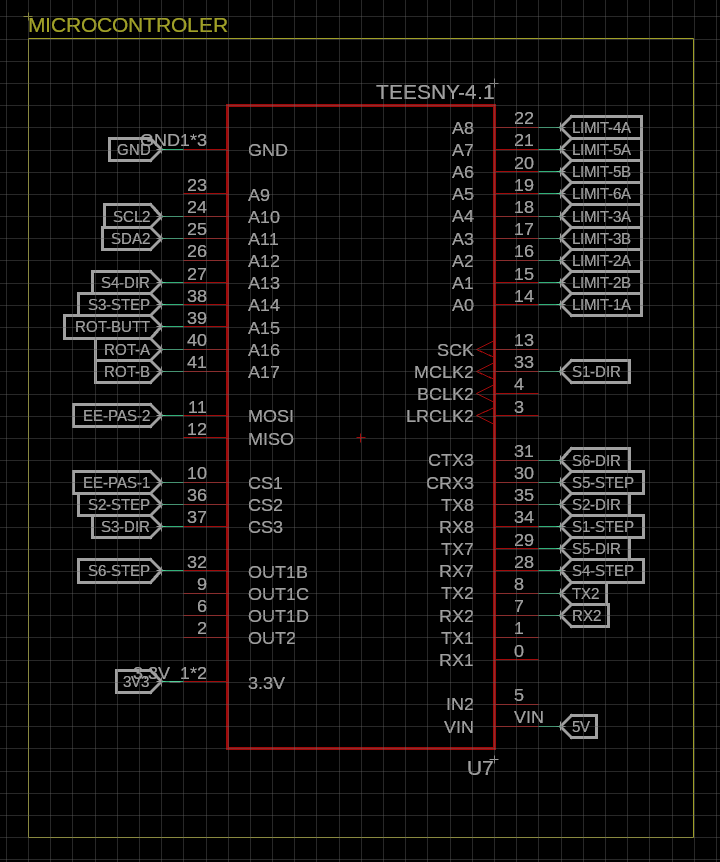 MICROCONTROLER
TEESNY-4.1
GND GND1*3 GND
23 A9
SCL2 24 A10
SDA2 25 A11
26 A12
S4-DIR 27 A13
S3-STEP 38 A14
ROT-BUTT 39 A15
ROT-A 40 A16
ROT-B 41 A17
EE-PAS-2 11 MOSI
12 MISO
EE-PAS-1 10 CS1
S2-STEP 36 CS2
S3-DIR 37 CS3
S6-STEP 32 OUT1B
9 OUT1C
6 OUT1D
2 OUT2
3V3 3.3V_1*2 3.3V
A8 22 LIMIT-4A
A7 21 LIMIT-5A
A6 20 LIMIT-5B
A5 19 LIMIT-6A
A4 18 LIMIT-3A
A3 17 LIMIT-3B
A2 16 LIMIT-2A
A1 15 LIMIT-2B
A0 14 LIMIT-1A
SCK 13
MCLK2 33 S1-DIR
BCLK2 4
LRCLK2 3
CTX3 31 S6-DIR
CRX3 30 S5-STEP
TX8 35 S2-DIR
RX8 34 S1-STEP
TX7 29 S5-DIR
RX7 28 S4-STEP
TX2 8 TX2
RX2 7 RX2
TX1 1
RX1 0
IN2 5
VIN VIN 5V
U7